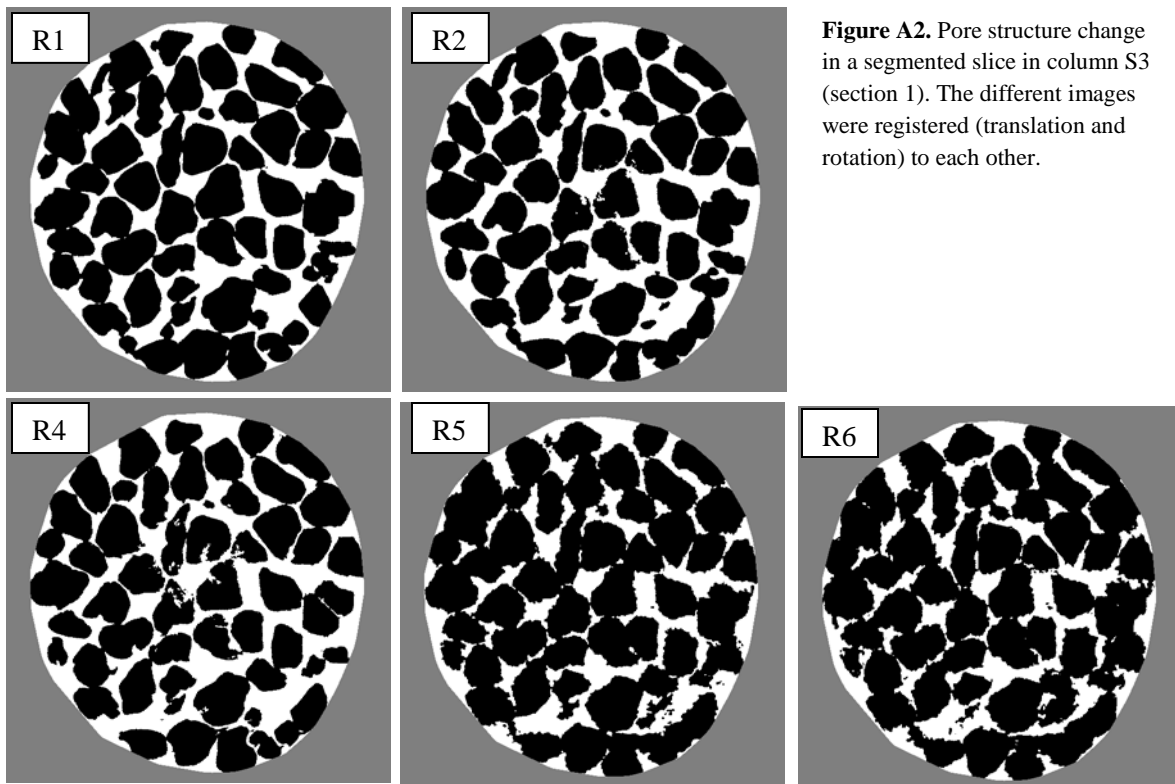 R1
R2
Figure A2. Pore structure change
in a segmented slice in column S3
(section 1). The different images
were registered (translation and
rotation) to each other.
R4
R5
R6